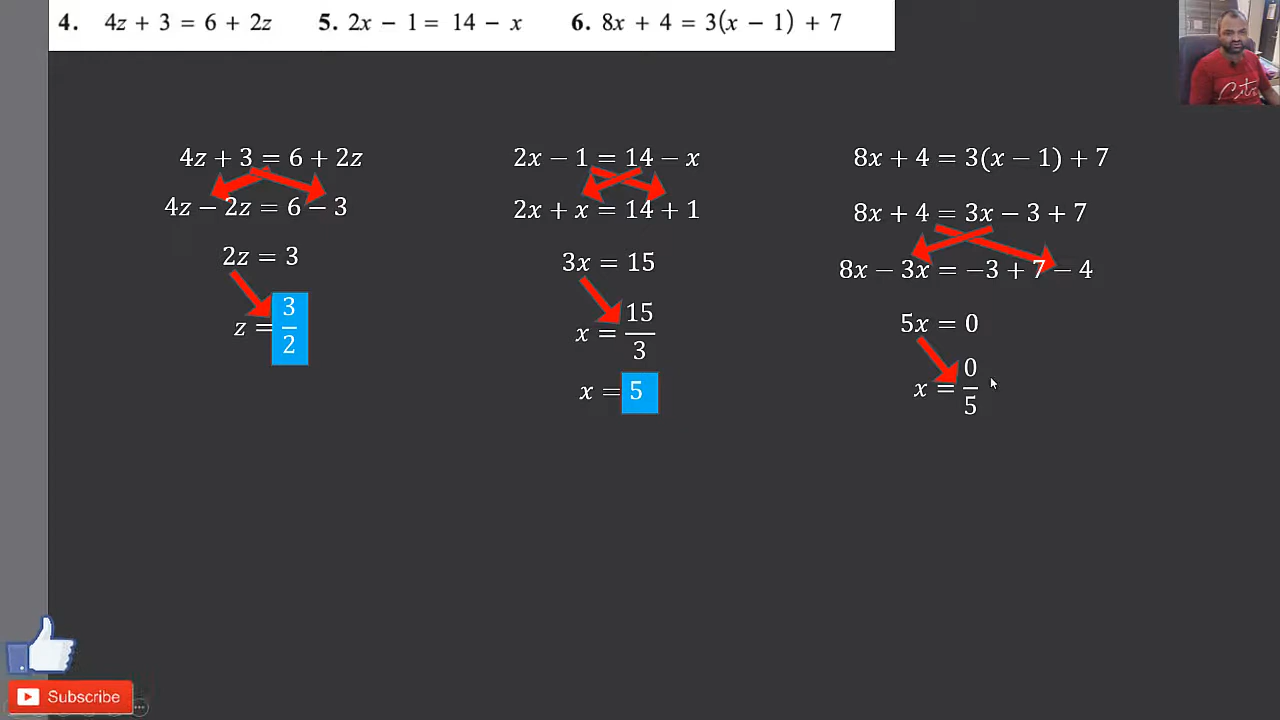 4. 4z + 3 = 6 + 2z 5. 2x − 1 = 14 − x 6. 8x + 4 = 3(x − 1) + 7
4z + 3 = 6 + 2z
4z − 2z = 6 − 3
2z = 3
z = 3/2
2x − 1 = 14 − x
2x + x = 14 + 1
3x = 15
x = 15/3
x = 5
8x + 4 = 3(x − 1) + 7
8x + 4 = 3x − 3 + 7
8x − 3x = −3 + 7 − 4
5x = 0
x = 0/5
Subscribe